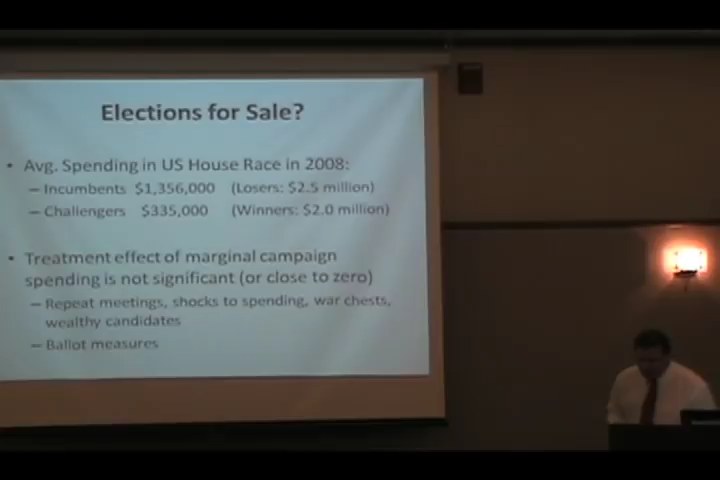 Elections for Sale?
• Avg. Spending in US House Race in 2008:
– Incumbents $1,356,000 (Losers: $2.5 million)
– Challengers $335,000 (Winners: $2.0 million)
• Treatment effect of marginal campaign
spending is not significant (or close to zero)
– Repeat meetings, shocks to spending, war chests,
wealthy candidates
– Ballot measures